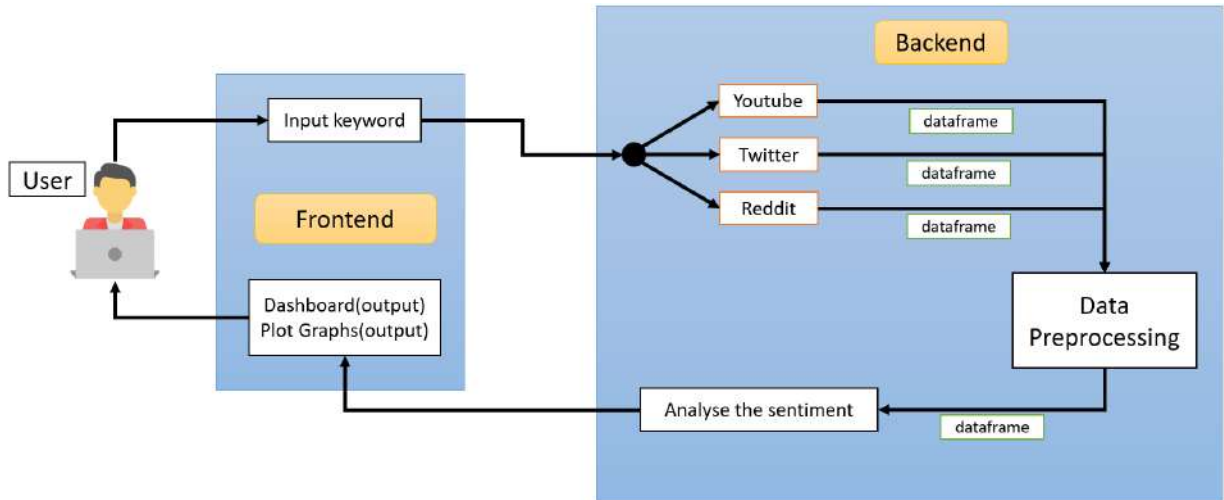 Backend
Youtube
Input keyword
dataframe
Twitter
User
dataframe
Reddit
Frontend
dataframe
Dashboard(output)
Plot Graphs(output)
Data
Preprocessing
Analyse the sentiment
dataframe